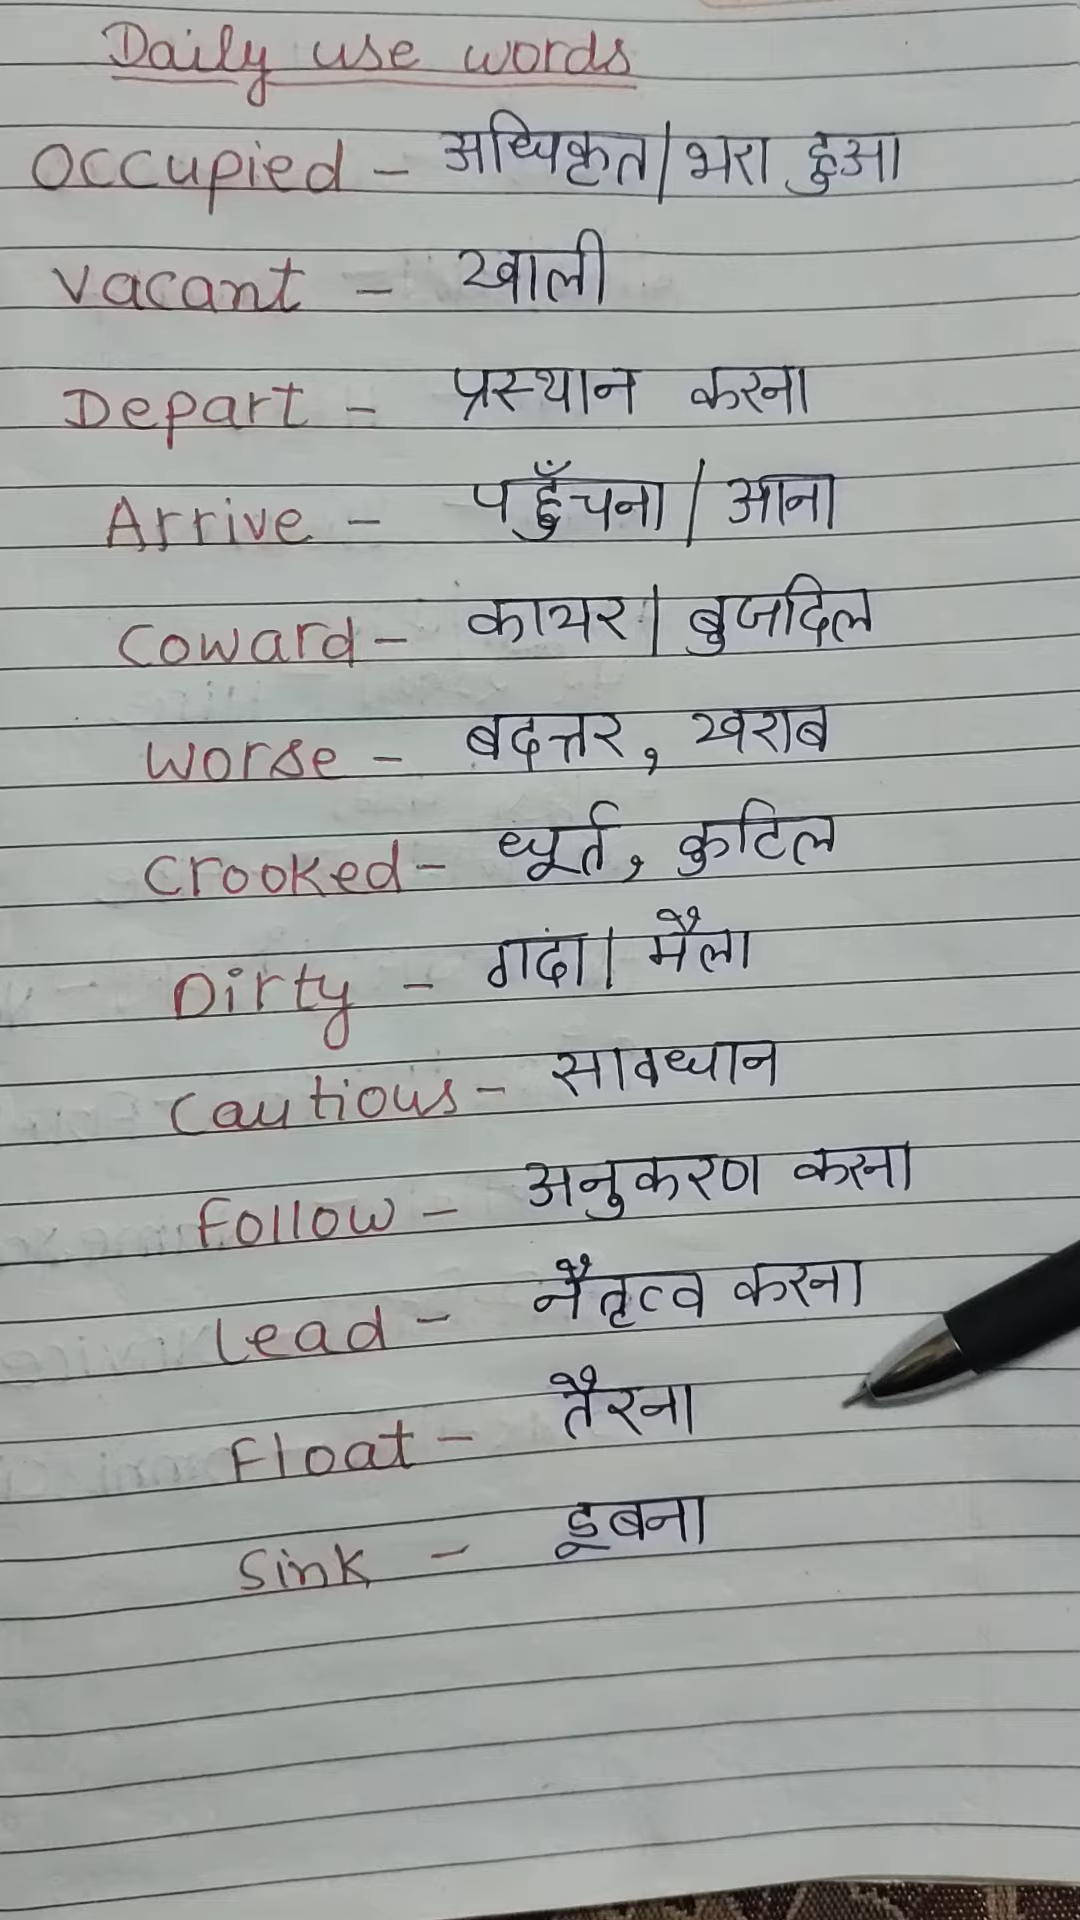 Daily use words
Occupied - अधिकृत/भरा हुआ
Vacant - खाली
Depart - प्रस्थान करना
Arrive - पहुँचना/आना
Coward - कायर/बुजदिल
Worse - बदत्तर, खराब
Crooked - धूर्त, कुटिल
Dirty - गदां/मैला
Cautious - सावधान
Follow - अनुकरण करना
Lead - नैतृत्व करना
Float - तैरना
Sink - डूबना